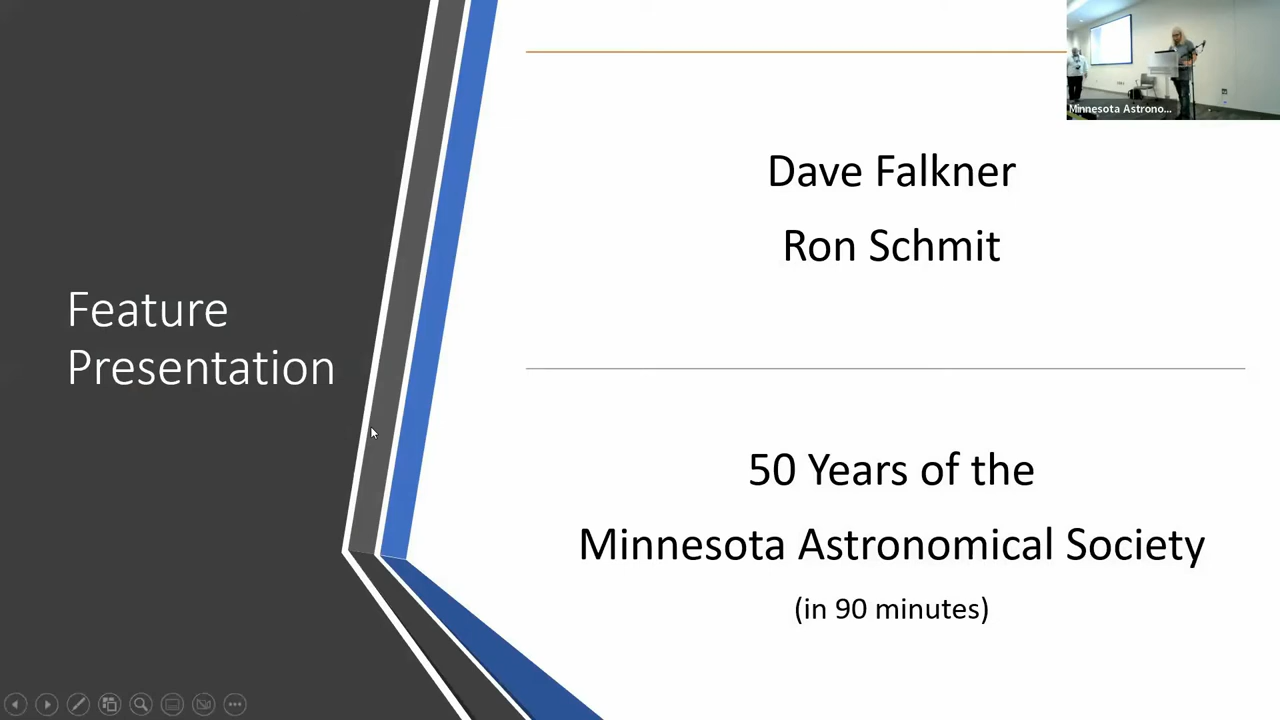 Feature
Presentation
Dave Falkner
Ron Schmit
50 Years of the
Minnesota Astronomical Society
(in 90 minutes)
Minnesota Astrono...